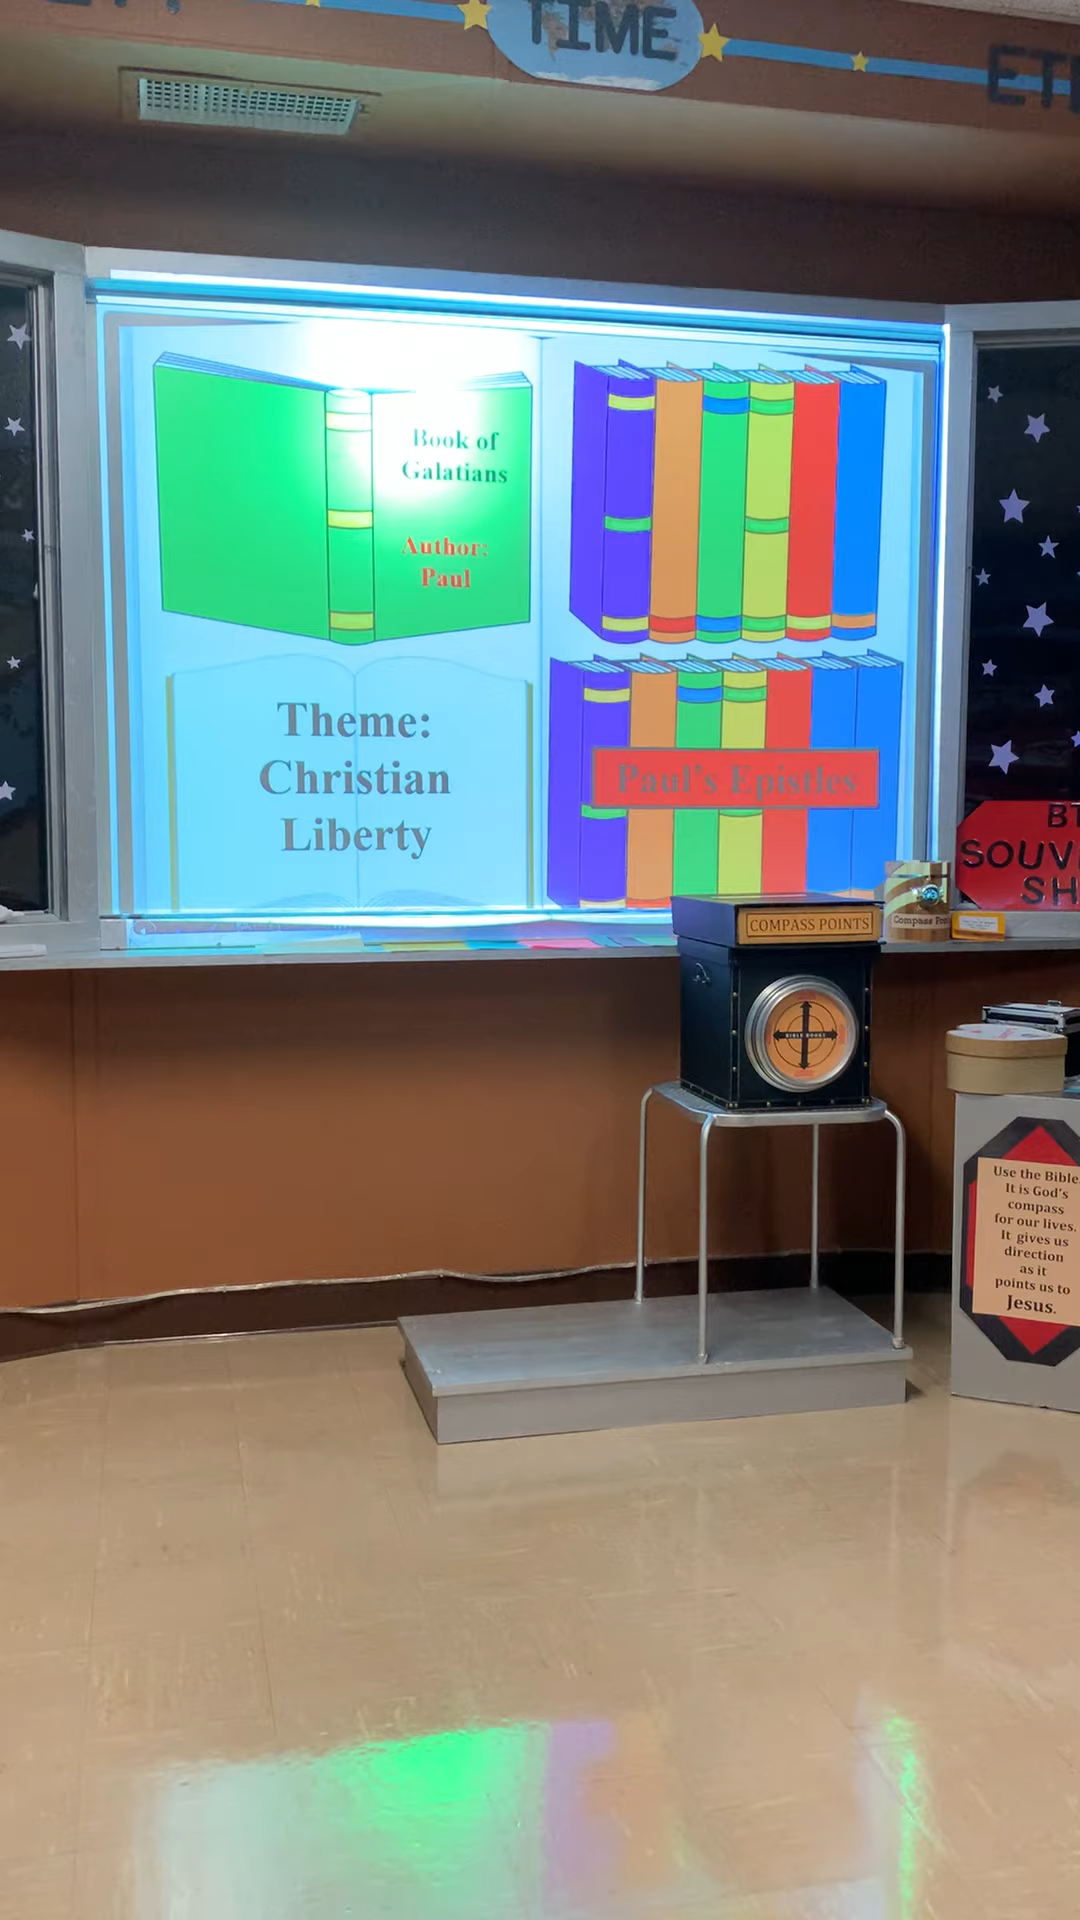 TIME
Book of
Galatians
Author:
Paul
Theme:
Christian
Liberty
Paul's Epistles
COMPASS POINTS
BIBLE BOOKS
Compass
SH
Use the Bible.
It is God's
compass
for our lives.
It gives us
direction
as it
points us to
Jesus.